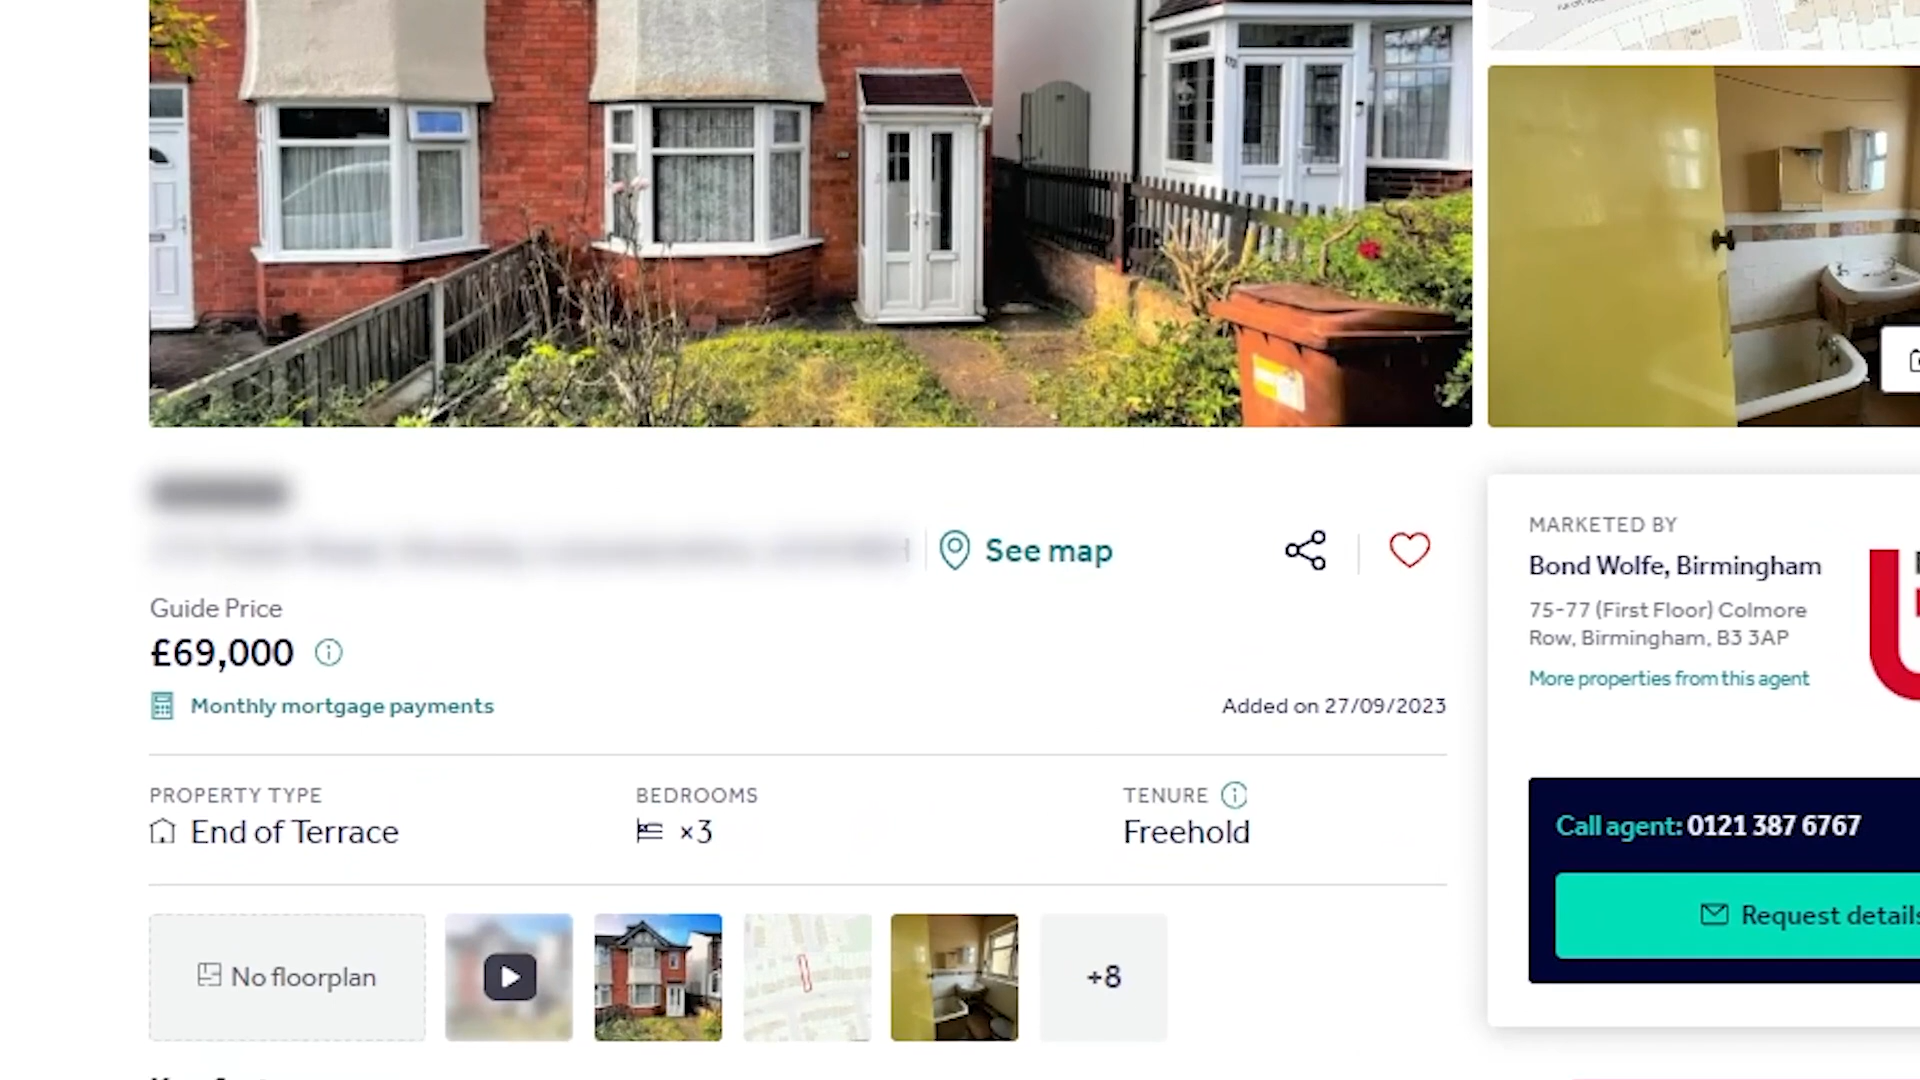 See map
Guide Price
£69,000
Monthly mortgage payments
Added on 27/09/2023
PROPERTY TYPE
End of Terrace
BEDROOMS
×3
TENURE
Freehold
No floorplan
+8
MARKETED BY
Bond Wolfe, Birmingham
75-77 (First Floor) Colmore
Row, Birmingham, B3 3AP
More properties from this agent
Call agent: 0121 387 6767
Request details